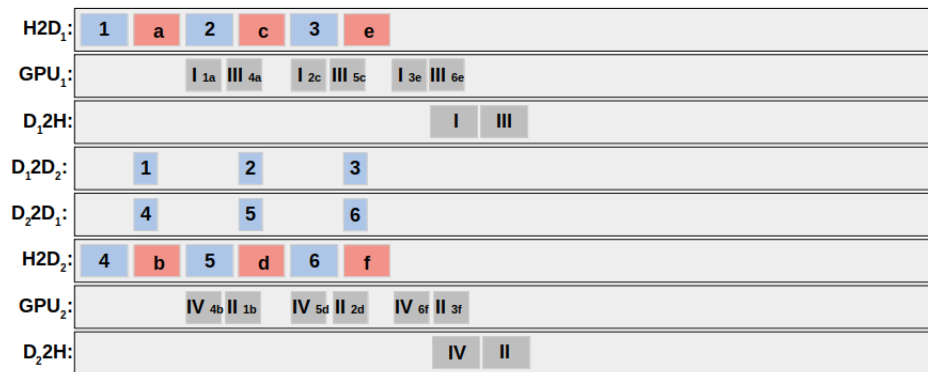 H2D₁: 1 a 2 c 3 e
GPU₁: I 1a III 4a I 2c III 5c I 3e III 6e
D₁2H: I III
D₁2D₂: 1 2 3
D₂2D₁: 4 5 6
H2D₂: 4 b 5 d 6 f
GPU₂: IV 4b II 1b IV 5d II 2d IV 6f II 3f
D₂2H: IV II